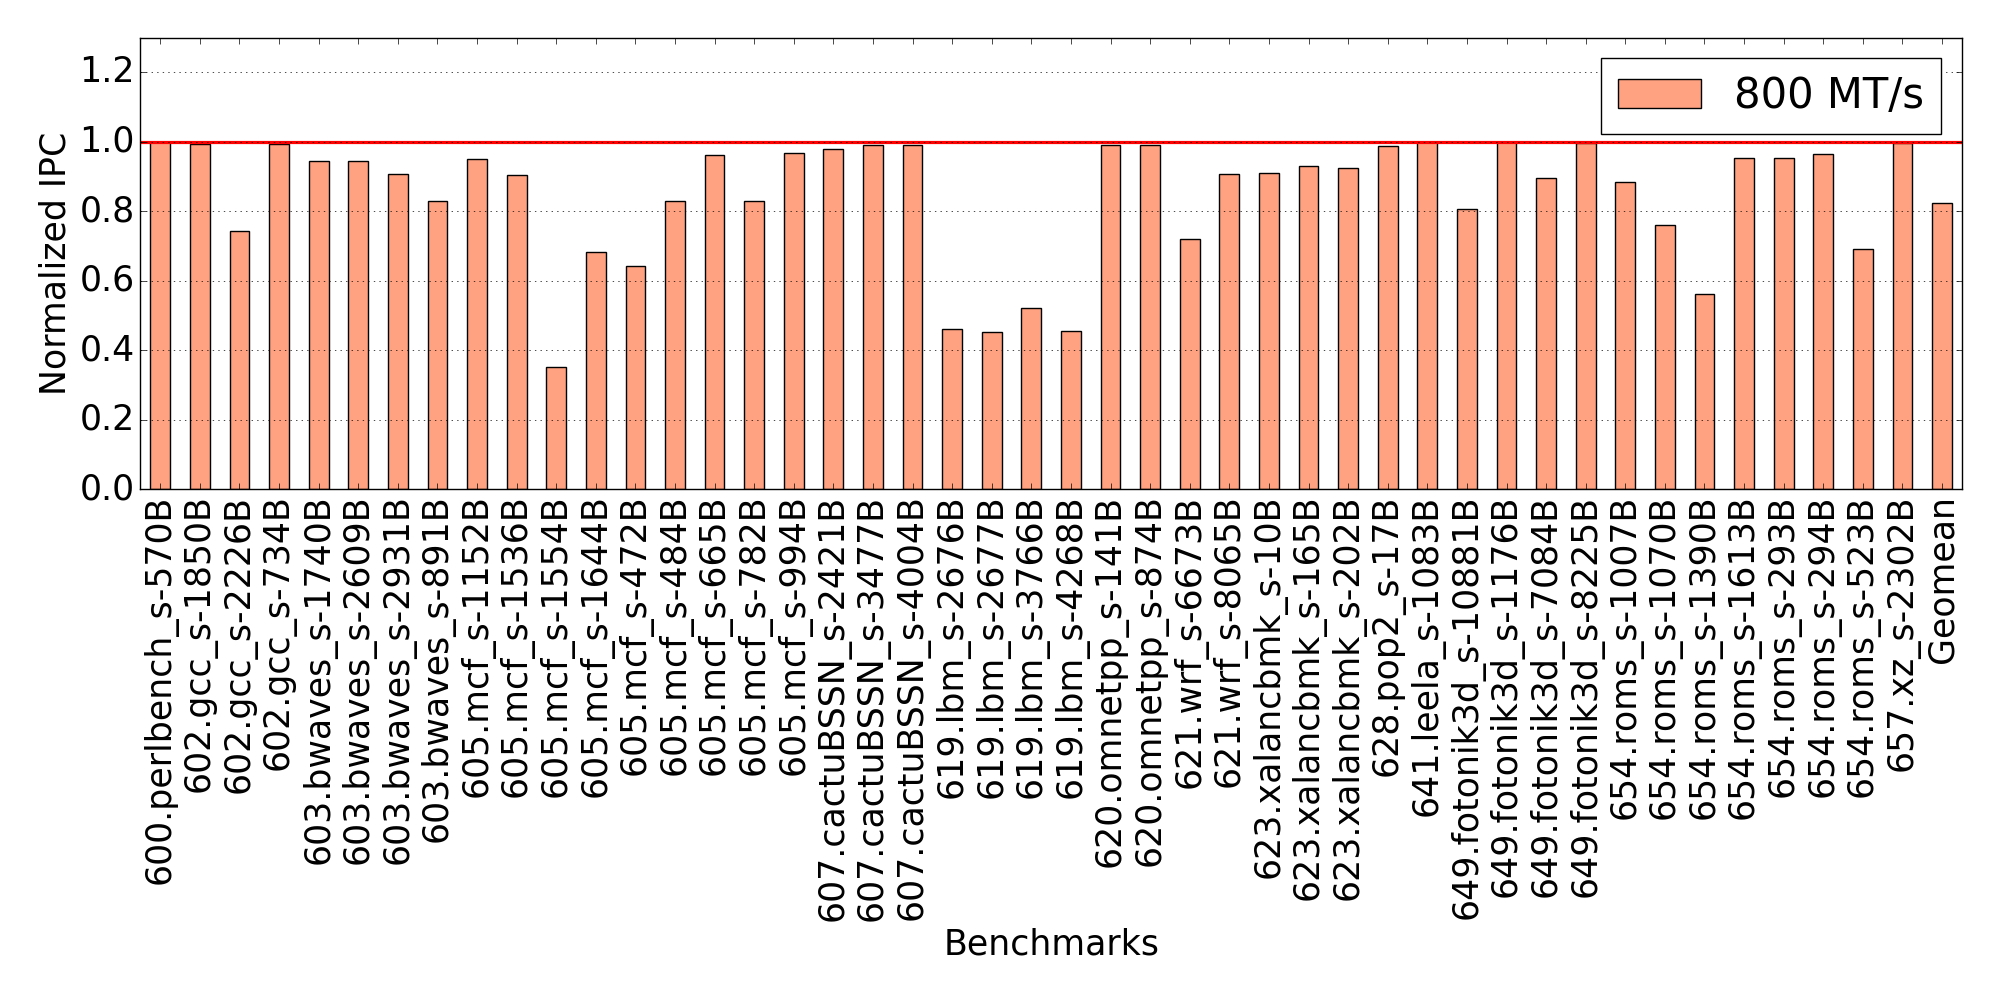 Normalized IPC
1.2
1.0
0.8
0.6
0.4
0.2
0.0
800 MT/s
600.perlbench_s-570B
602.gcc_s-1850B
602.gcc_s-2226B
602.gcc_s-734B
603.bwaves_s-1740B
603.bwaves_s-2609B
603.bwaves_s-2931B
603.bwaves_s-891B
605.mcf_s-1152B
605.mcf_s-1536B
605.mcf_s-1554B
605.mcf_s-1644B
605.mcf_s-472B
605.mcf_s-484B
605.mcf_s-665B
605.mcf_s-782B
605.mcf_s-994B
607.cactuBSSN_s-2421B
607.cactuBSSN_s-3477B
607.cactuBSSN_s-4004B
619.lbm_s-2676B
619.lbm_s-2677B
619.lbm_s-3766B
619.lbm_s-4268B
620.omnetpp_s-141B
620.omnetpp_s-874B
621.wrf_s-6673B
621.wrf_s-8065B
623.xalancbmk_s-10B
623.xalancbmk_s-165B
623.xalancbmk_s-202B
628.pop2_s-17B
641.leela_s-1083B
649.fotonik3d_s-10881B
649.fotonik3d_s-1176B
649.fotonik3d_s-7084B
649.fotonik3d_s-8225B
654.roms_s-1007B
654.roms_s-1070B
654.roms_s-1390B
654.roms_s-1613B
654.roms_s-293B
654.roms_s-294B
654.roms_s-523B
657.xz_s-2302B
Geomean
Benchmarks